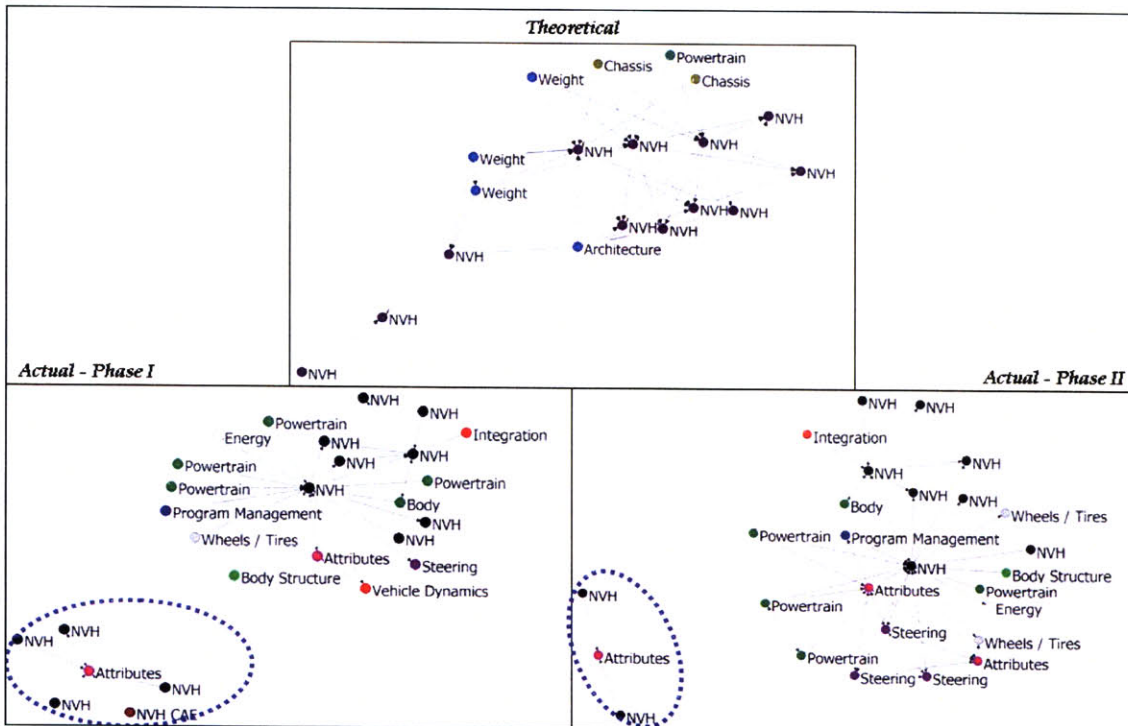 Theoretical
Powertrain
Chassis
Weight
Chassis
NVH
NVH
NVH
NVH
Weight
NVH
Weight
NVH
NVH
NVH
NVH
Architecture
NVH
NVH
NVH
Actual - Phase I
NVH
NVH
Powertrain
Integration
Energy
NVH
NVH
Powertrain
NVH
Powertrain
Powertrain
NVH
Program Management
Body
NVH
Wheels / Tires
NVH
Attributes
Steering
Body Structure
Vehicle Dynamics
NVH
NVH
Attributes
NVH
NVH
NVH CAE
Actual - Phase II
NVH
NVH
Integration
NVH
NVH
NVH
NVH
Body
Wheels / Tires
Powertrain
Program Management
NVH
NVH
Body Structure
NVH
Attributes
Powertrain
Energy
Powertrain
Steering
Wheels / Tires
Attributes
Powertrain
Attributes
Steering
Steering
NVH